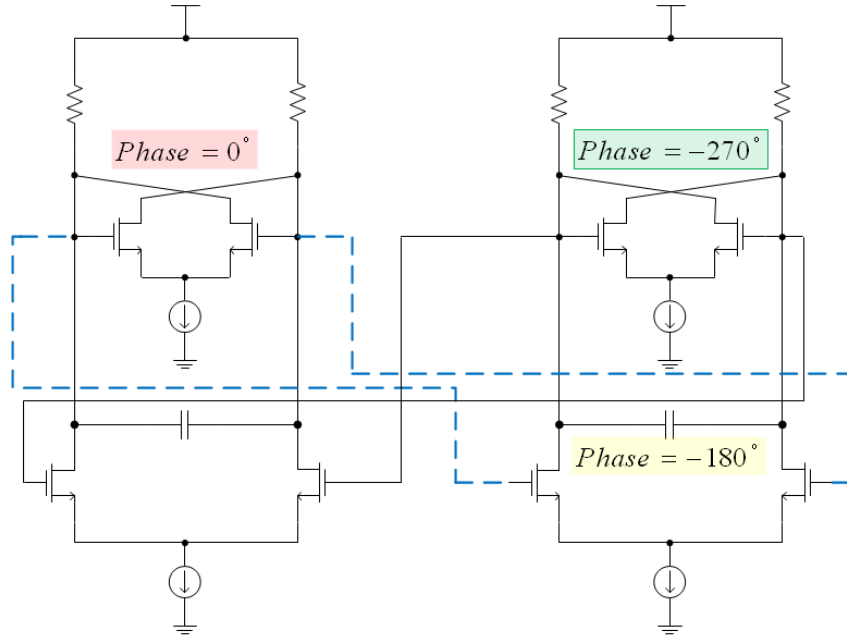 Phase = 0°
Phase = −270°
Phase = −180°